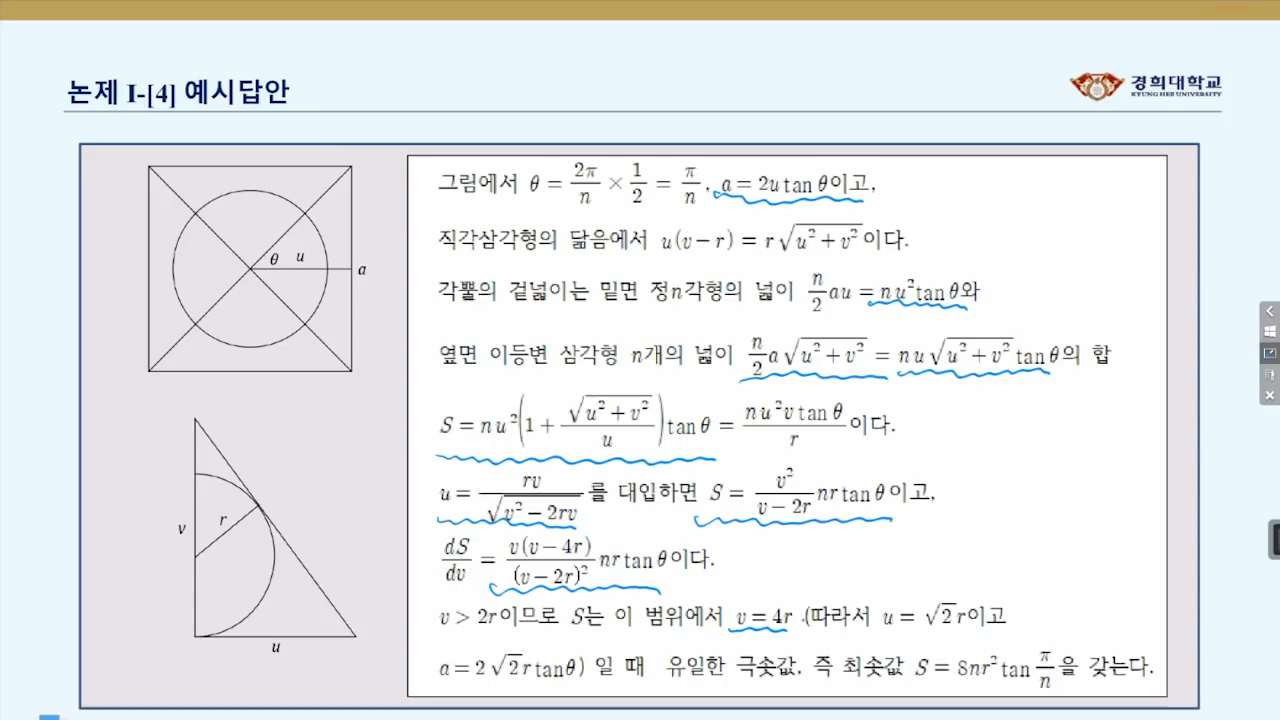 논제 I-[4] 예시답안
경희대학교
KYUNG HEE UNIVERSITY
θ u
a
v
r
u
그림에서 θ = 2π/n × 1/2 = π/n, a = 2u tan θ이고,
직각삼각형의 닮음에서 u(v − r) = r√(u² + v²)이다.
각뿔의 겉넓이는 밑면 정n각형의 넓이 n/2 au = nu² tan θ와
옆면 이등변 삼각형 n개의 넓이 n/2 a√(u² + v²) = nu√(u² + v²) tan θ의 합
S = nu²(1 + √(u² + v²)/u) tan θ = nu²v tan θ/r 이다.
u = rv/√(v² − 2rv) 를 대입하면 S = v²/(v − 2r) nr tan θ이고,
dS/dv = v(v − 4r)/(v − 2r)² nr tan θ이다.
v > 2r이므로 S는 이 범위에서 v = 4r .(따라서 u = √2 r이고
a = 2√2 r tanθ) 일 때 유일한 극솟값, 즉 최솟값 S = 8nr² tan π/n 을 갖는다.